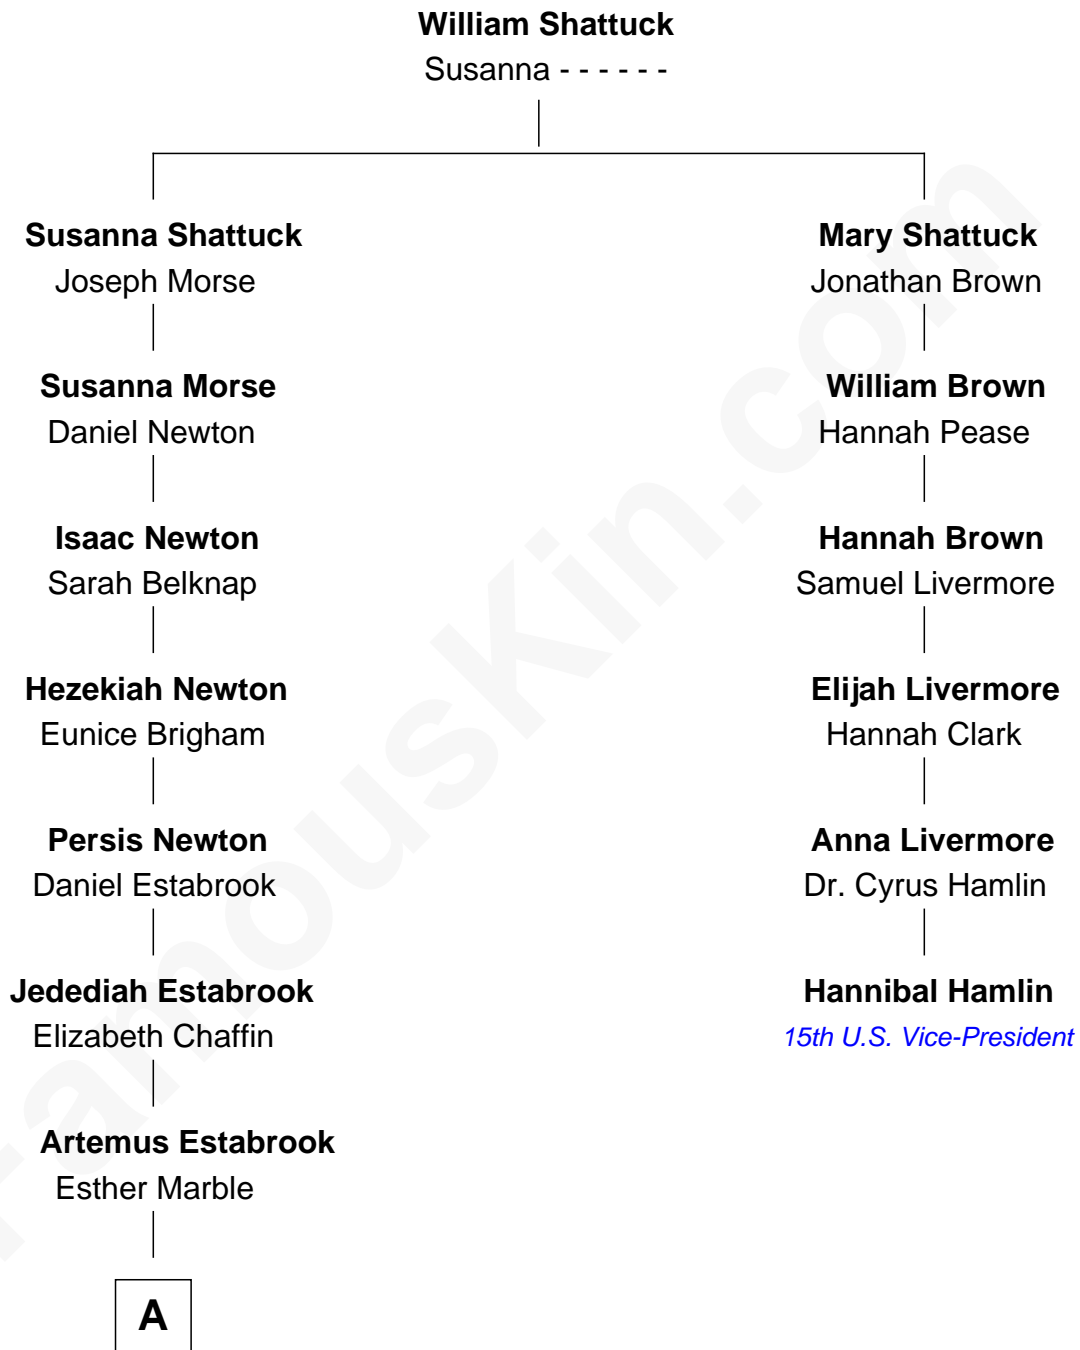 William Shattuck
Susanna - - - - - -
Susanna Shattuck
Joseph Morse
Mary Shattuck
Jonathan Brown
Susanna Morse
Daniel Newton
William Brown
Hannah Pease
Isaac Newton
Sarah Belknap
Hannah Brown
Samuel Livermore
Hezekiah Newton
Eunice Brigham
Elijah Livermore
Hannah Clark
Persis Newton
Daniel Estabrook
Anna Livermore
Dr. Cyrus Hamlin
Jedediah Estabrook
Elizabeth Chaffin
Hannibal Hamlin
15th U.S. Vice-President
Artemus Estabrook
Esther Marble
A
FamousKin.com